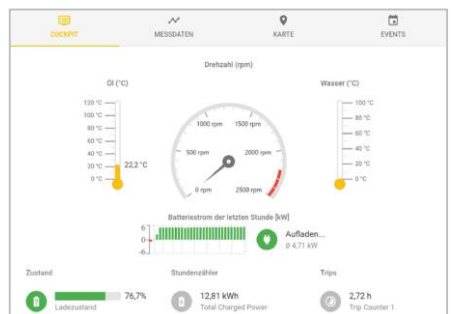 COCKPIT MESSDATEN KARTE EVENTS
Drehzahl (rpm)
Öl (°C) Wasser (°C)
120 °C
100 °C
80 °C
60 °C
40 °C
20 °C
0 °C
22,2 °C
1000 rpm 1500 rpm
500 rpm 2000 rpm
0 rpm 2500 rpm
100 °C
80 °C
60 °C
40 °C
20 °C
0 °C
Batteriestrom der letzten Stunde [kW]
6
0
-6
Aufladen...
ø 4,71 kW
Zustand Stundenzähler Trips
76,7% 12,81 kWh 2,72 h
Ladezustand Total Charged Power Trip Counter 1